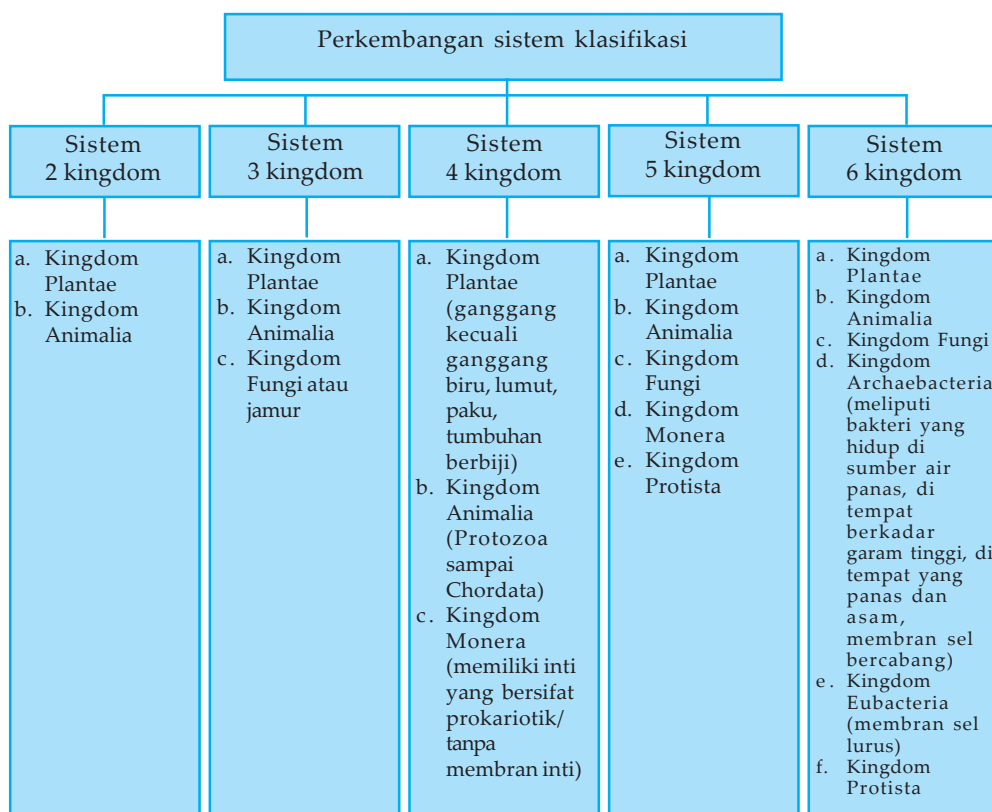 Perkembangan sistem klasifikasi
Sistem
2 kingdom
Sistem
3 kingdom
Sistem
4 kingdom
Sistem
5 kingdom
Sistem
6 kingdom
a. Kingdom
Plantae
b. Kingdom
Animalia
a. Kingdom
Plantae
b. Kingdom
Animalia
c. Kingdom
Fungi atau
jamur
a. Kingdom
Plantae
(ganggang
kecuali
ganggang
biru, lumut,
paku,
tumbuhan
berbiji)
b. Kingdom
Animalia
(Protozoa
sampai
Chordata)
c. Kingdom
Monera
(memiliki inti
yang bersifat
prokariotik/
tanpa
membran inti)
a. Kingdom
Plantae
b. Kingdom
Animalia
c. Kingdom
Fungi
d. Kingdom
Monera
e. Kingdom
Protista
a. Kingdom
Plantae
b. Kingdom
Animalia
c. Kingdom Fungi
d. Kingdom
Archaebacteria
(meliputi
bakteri yang
hidup di
sumber air
panas, di
tempat
berkadar
garam tinggi, di
tempat yang
panas dan
asam,
membran sel
bercabang)
e. Kingdom
Eubacteria
(membran sel
lurus)
f. Kingdom
Protista